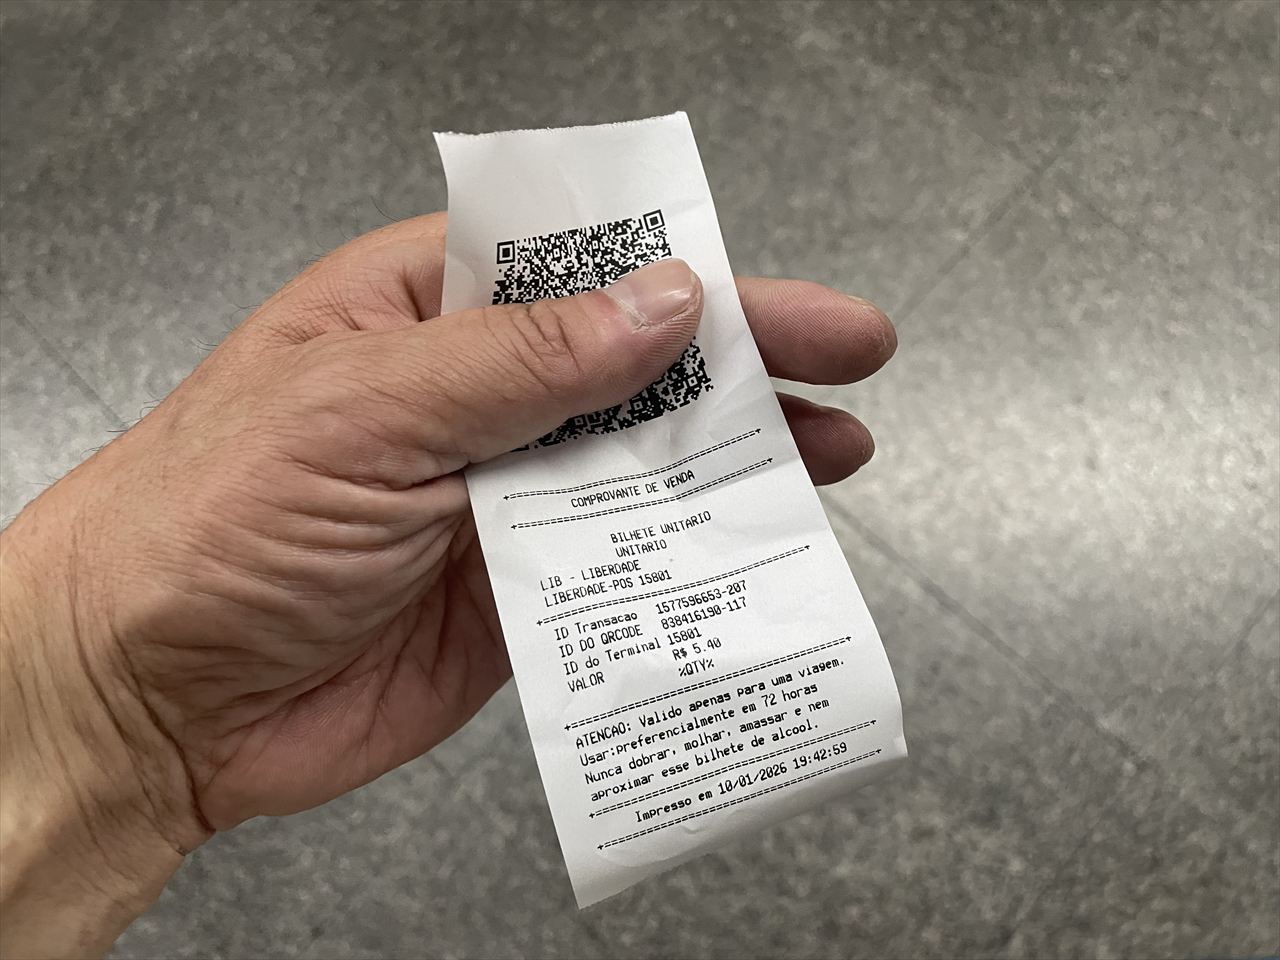 +==============================+
COMPROVANTE DE VENDA
+==============================+
BILHETE UNITARIO
UNITARIO
LIB - LIBERDADE
LIBERDADE-POS 15801
+==============================+
ID Transacao 1577596653-207
ID DO QRCODE 838416190-117
ID do Terminal 15801
VALOR R$ 5.40
%QTY%
+==============================+
ATENCAO: Valido apenas para uma viagem.
Usar:preferencialmente em 72 horas
Nunca dobrar, molhar, amassar e nem
aproximar esse bilhete de alcool.
+==============================+
Impresso em 10/01/2026 19:42:59
+==============================+